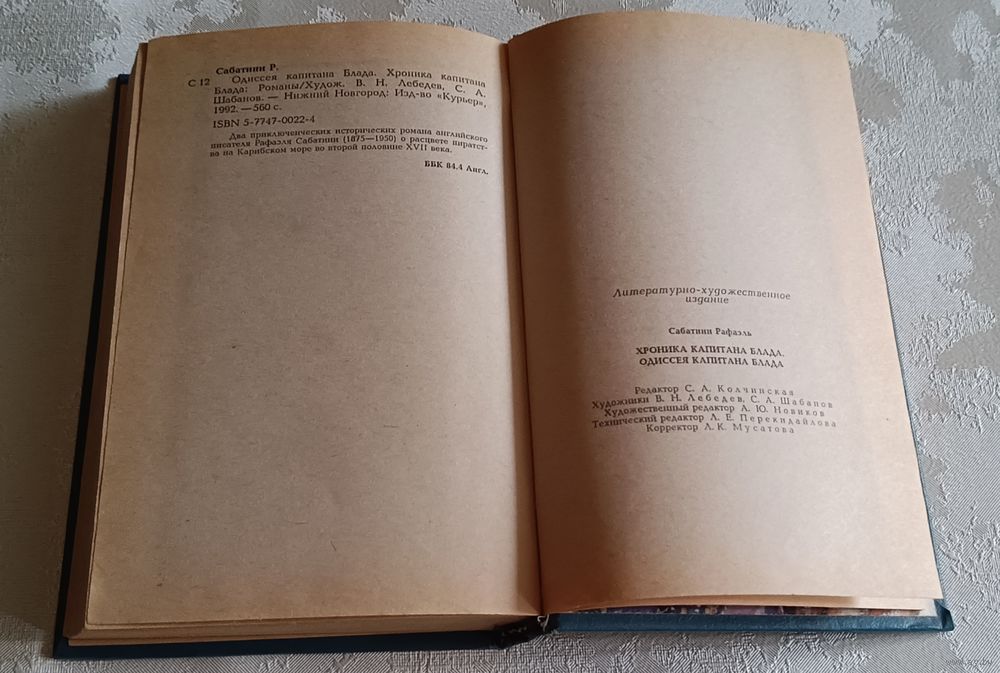 Сабатини Р.
С 12 Одиссея капитана Блада. Хроника капитана
Блада: Романы/Худож. В. Н. Лебедев, С. А.
Шабанов. — Нижний Новгород: Изд-во «Курьер»,
1992. —560 с.
ISBN 5-7747-0022-4
Два приключенческих исторических романа английского
писателя Рафаэля Сабатини (1875—1950) о расцвете пиратст-
ва на Карибском море во второй половине XVII века.
ББК 84.4 Англ.
Литературно-художественное
издание
Сабатини Рафаэль
ХРОНИКА КАПИТАНА БЛАДА.
ОДИССЕЯ КАПИТАНА БЛАДА
Редактор С. А. Колчинская
Художники В. Н. Лебедев, С. А. Шабанов
Художественный редактор А. Ю. Новиков
Технический редактор Л. Е. Перекидайлова
Корректор Л. К. Мусатова